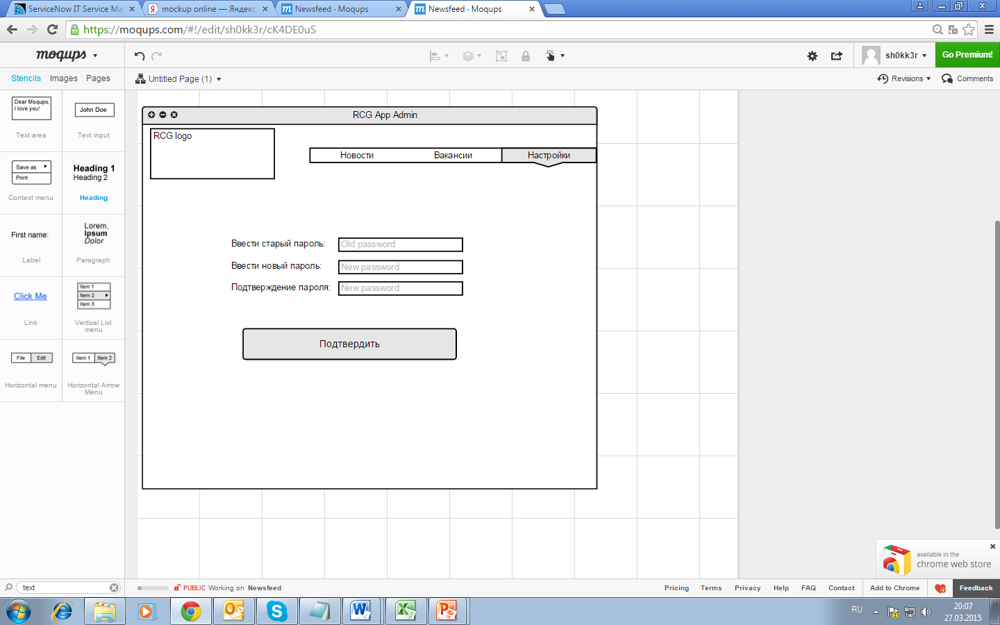 ServiceNow IT Service Ma
mockup online — Яндекс
Newsfeed · Moqups
Newsfeed · Moqups
https://moqups.com/#!/edit/sh0kk3r/cK4DE0uS
moqups
sh0kk3r
Go Premium!
Stencils Images Pages
Untitled Page (1)
Revisions
Comments
Dear Moqups,
I love you!
Text area
John Doe
Text input
Save as
Print
Context menu
Heading 1
Heading 2
Heading
First name:
Label
Lorem,
Ipsum
Dolor
Paragraph
Click Me
Link
Item 1
Item 2
Item 3
Vertical List
menu
File Edit
Horizontal menu
Item 1 Item 2
Horizontal Arrow
Menu
RCG App Admin
RCG logo
Новости Вакансии Настройки
Ввести старый пароль: Old password
Ввести новый пароль: New password
Подтверждение пароля: New password
Подтвердить
available in the
chrome web store
text
PUBLIC Working on Newsfeed
Pricing Terms Privacy Help FAQ Contact Add to Chrome Feedback
RU
20:07
27.03.2015